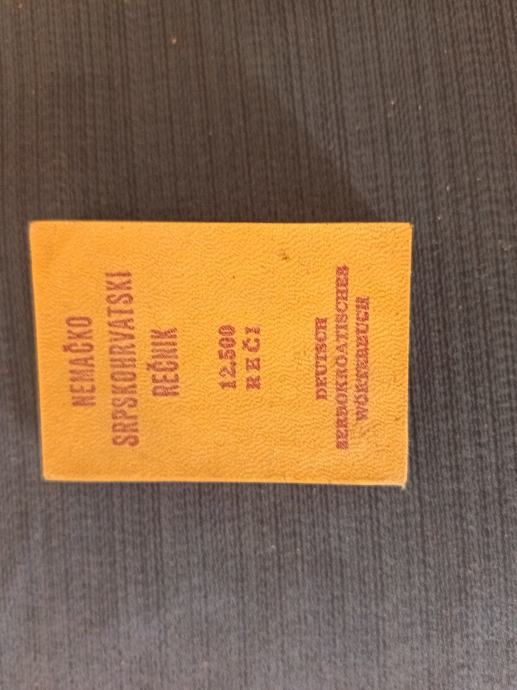 NEMAČKO
SRPSKOHRVATSKI
REČNIK
12.500
REČI
DEUTSCH
SERBOKROATISCHES
WÖRTERBUCH